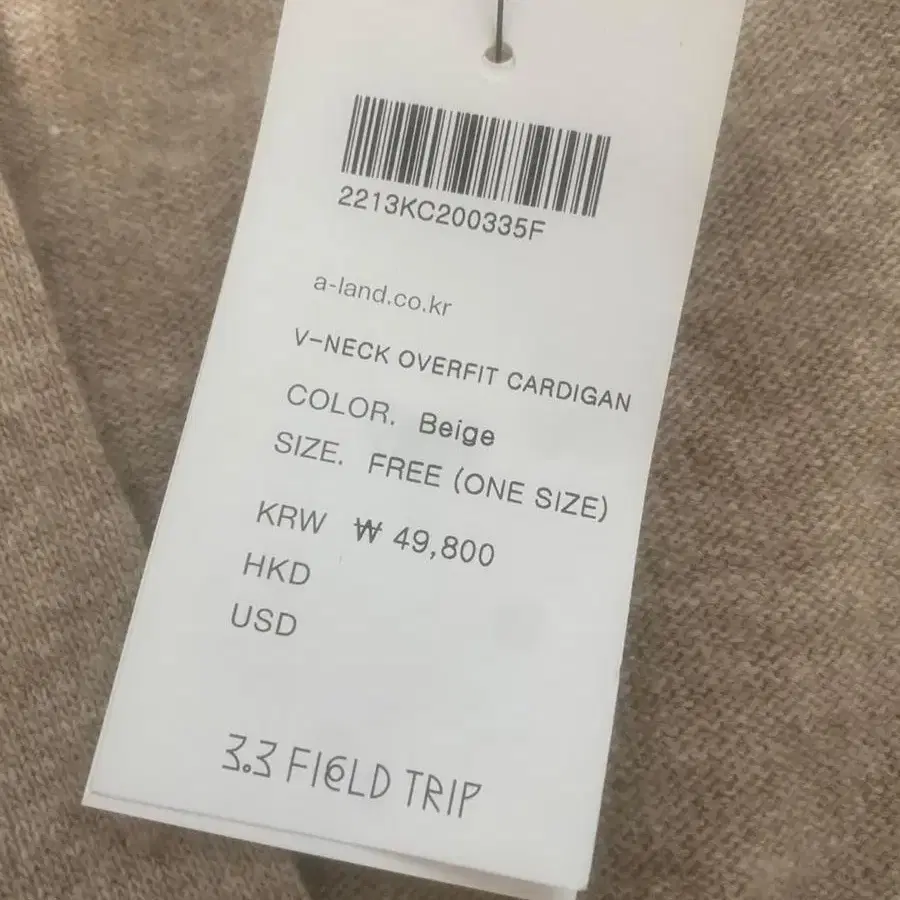 2213KC200335F
a-land.co.kr
V-NECK OVERFIT CARDIGAN
COLOR. Beige
SIZE. FREE (ONE SIZE)
KRW ₩ 49,800
HKD
USD
3.3 FIELD TRIP